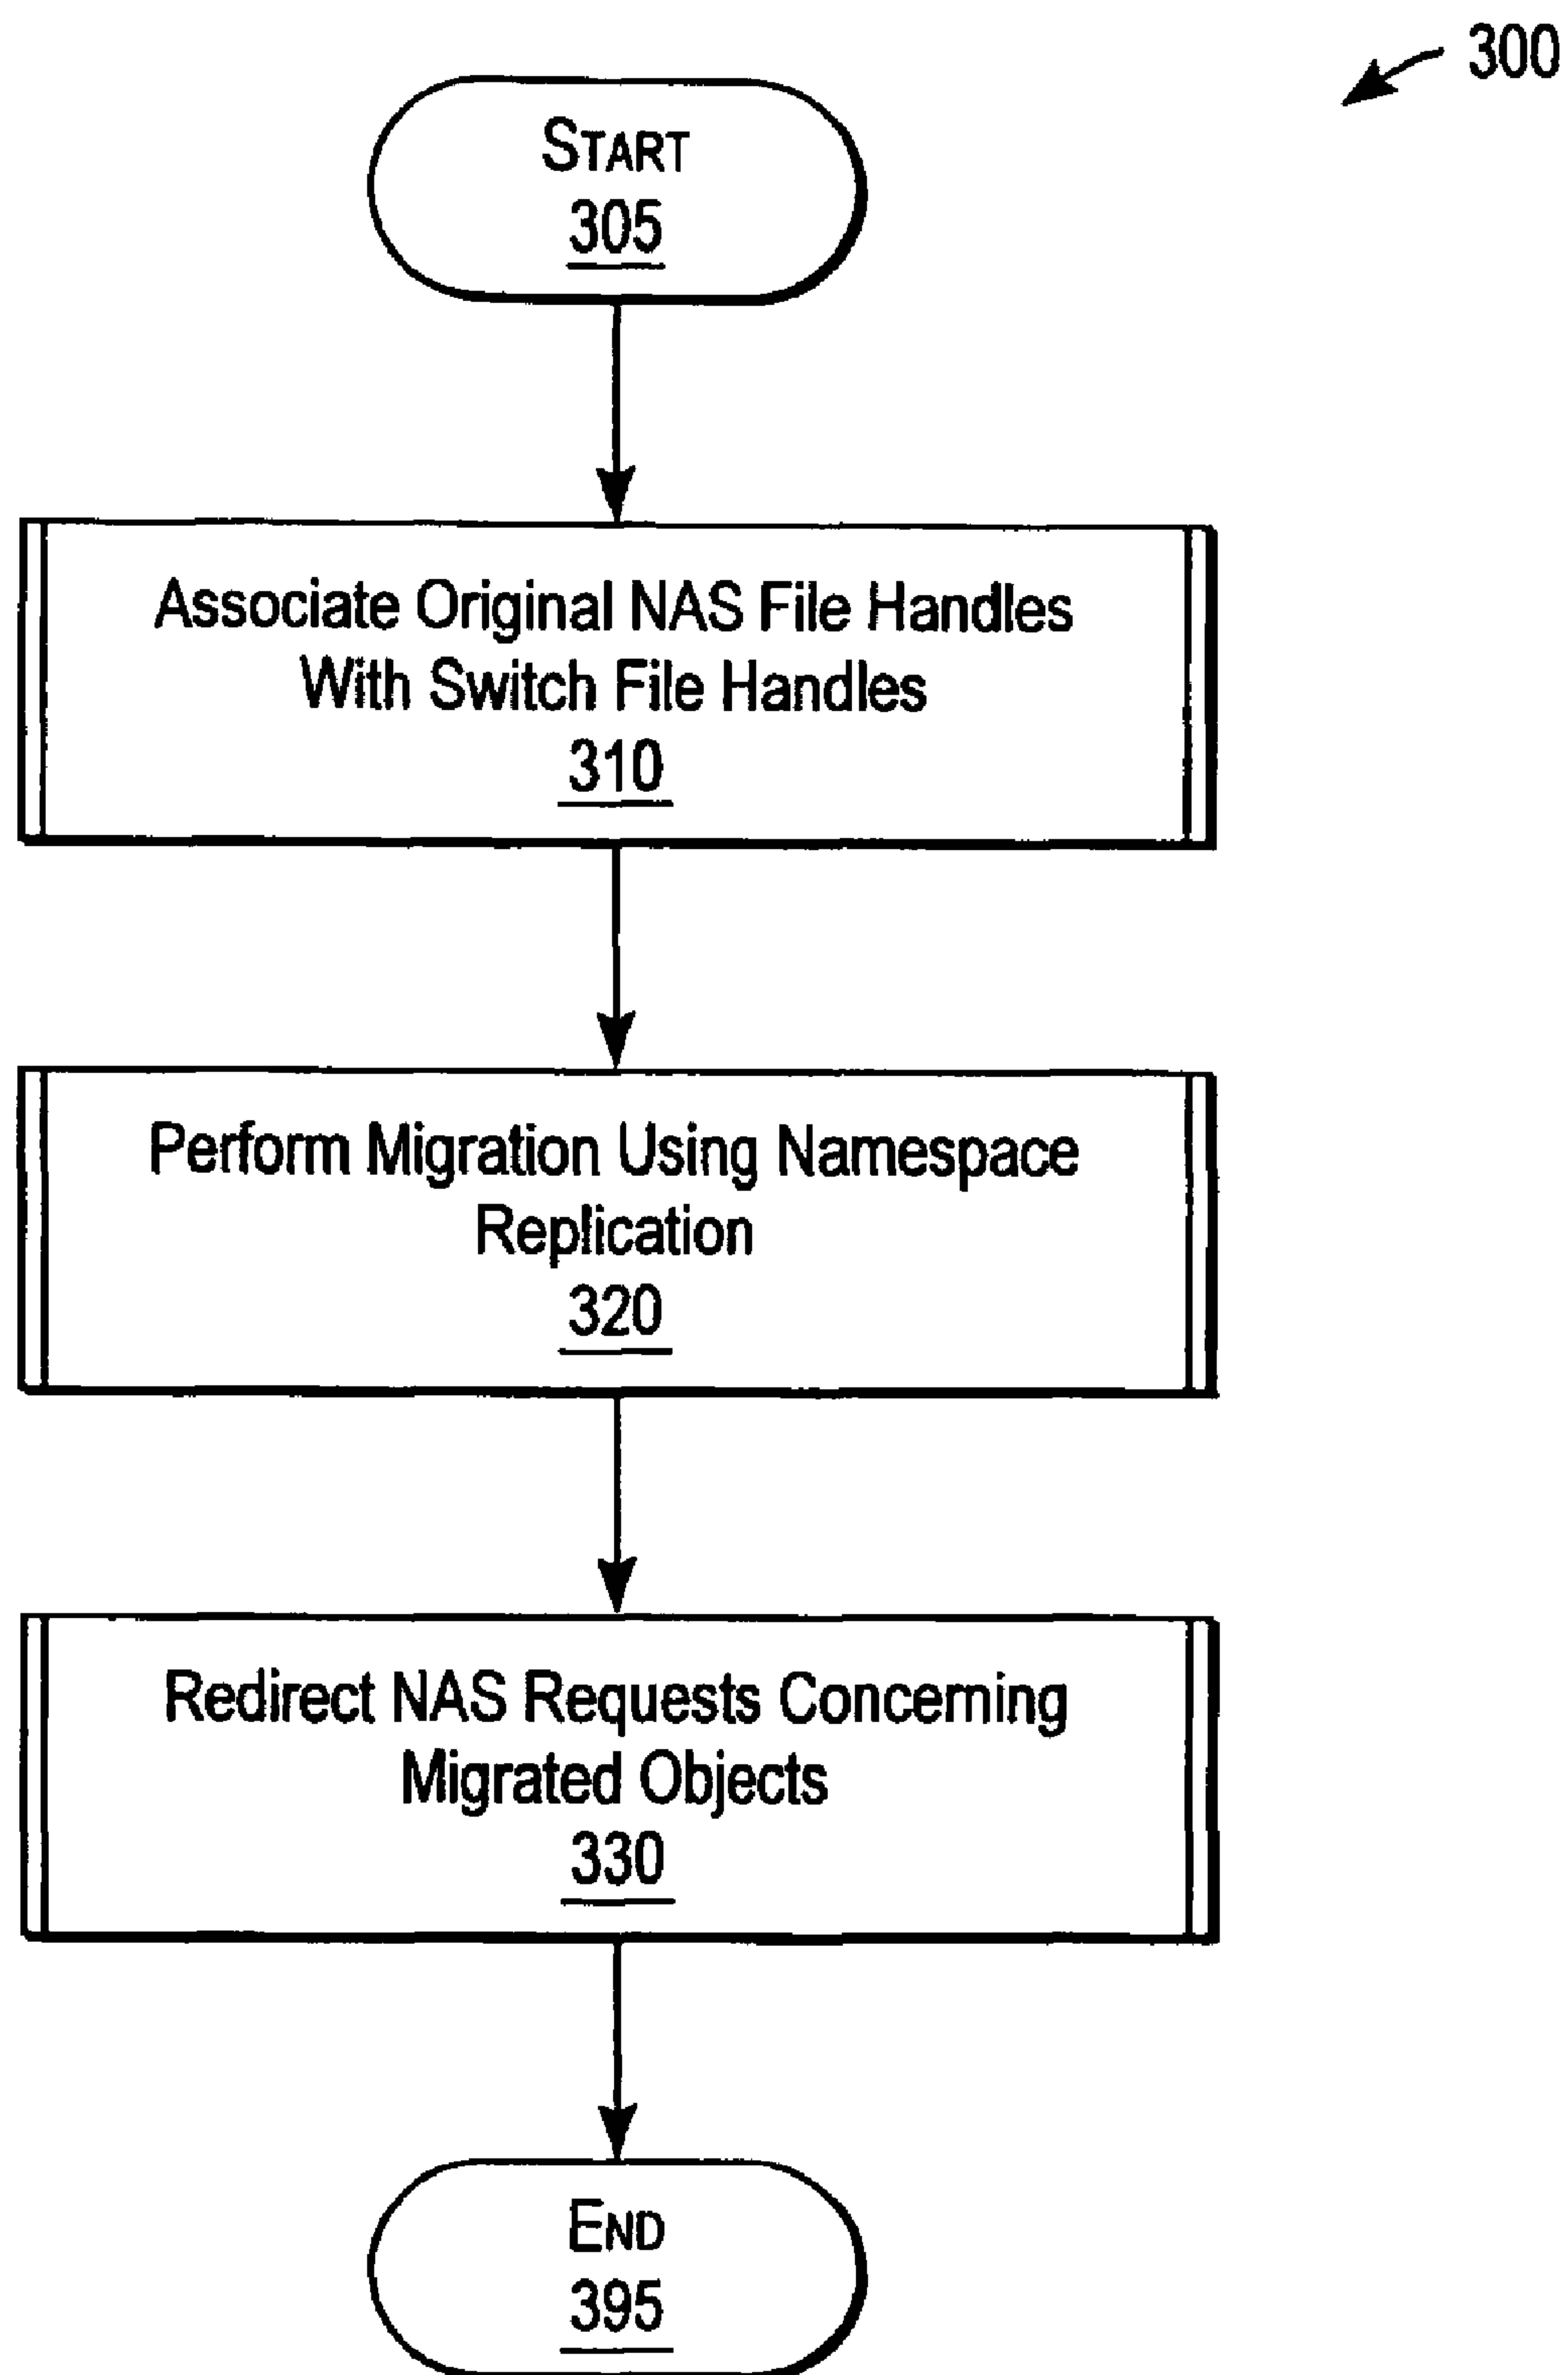 300
START
305
Associate Original NAS File Handles
With Switch File Handles
310
Perform Migration Using Namespace
Replication
320
Redirect NAS Requests Concerning
Migrated Objects
330
END
395